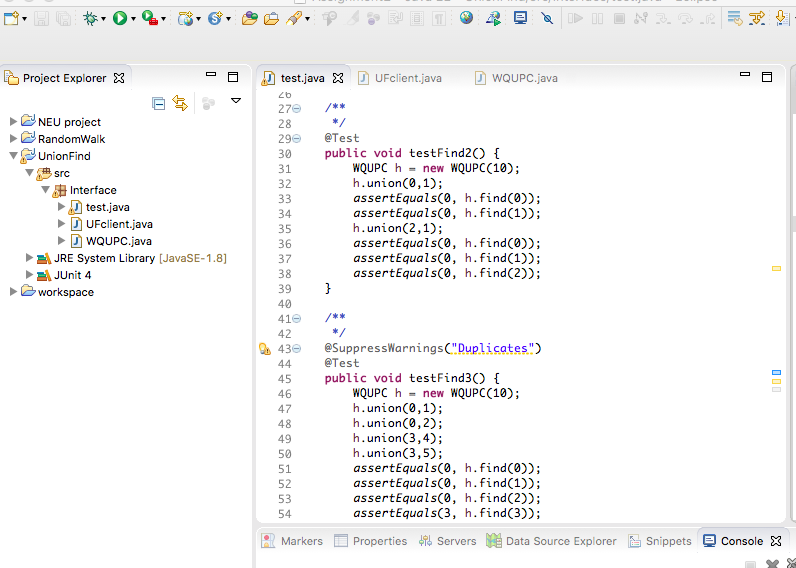 Project Explorer
NEU project
RandomWalk
UnionFind
src
Interface
test.java
UFclient.java
WQUPC.java
JRE System Library [JavaSE-1.8]
JUnit 4
workspace
test.java UFclient.java WQUPC.java
26
27 /**
28 */
29 @Test
30 public void testFind2() {
31 WQUPC h = new WQUPC(10);
32 h.union(0,1);
33 assertEquals(0, h.find(0));
34 assertEquals(0, h.find(1));
35 h.union(2,1);
36 assertEquals(0, h.find(0));
37 assertEquals(0, h.find(1));
38 assertEquals(0, h.find(2));
39 }
40
41 /**
42 */
43 @SuppressWarnings("Duplicates")
44 @Test
45 public void testFind3() {
46 WQUPC h = new WQUPC(10);
47 h.union(0,1);
48 h.union(0,2);
49 h.union(3,4);
50 h.union(3,5);
51 assertEquals(0, h.find(0));
52 assertEquals(0, h.find(1));
53 assertEquals(0, h.find(2));
54 assertEquals(3, h.find(3));
Markers Properties Servers Data Source Explorer Snippets Console